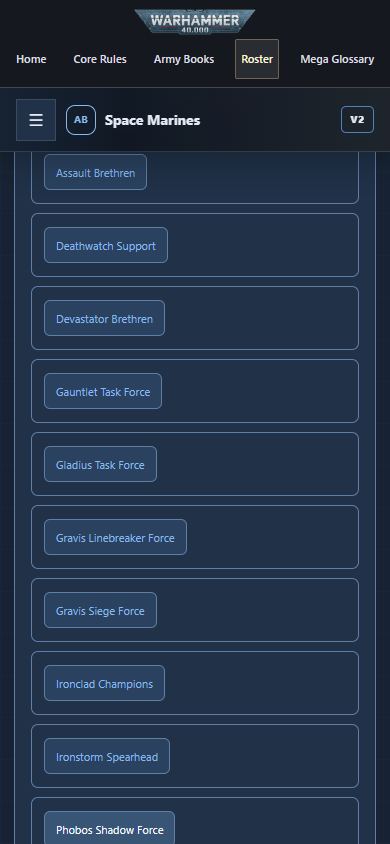 WARHAMMER
40,000
Home
Core Rules
Army Books
Roster
Mega Glossary
☰
AB
Space Marines
V2
Assault Brethren
Deathwatch Support
Devastator Brethren
Gauntlet Task Force
Gladius Task Force
Gravis Linebreaker Force
Gravis Siege Force
Ironclad Champions
Ironstorm Spearhead
Phobos Shadow Force